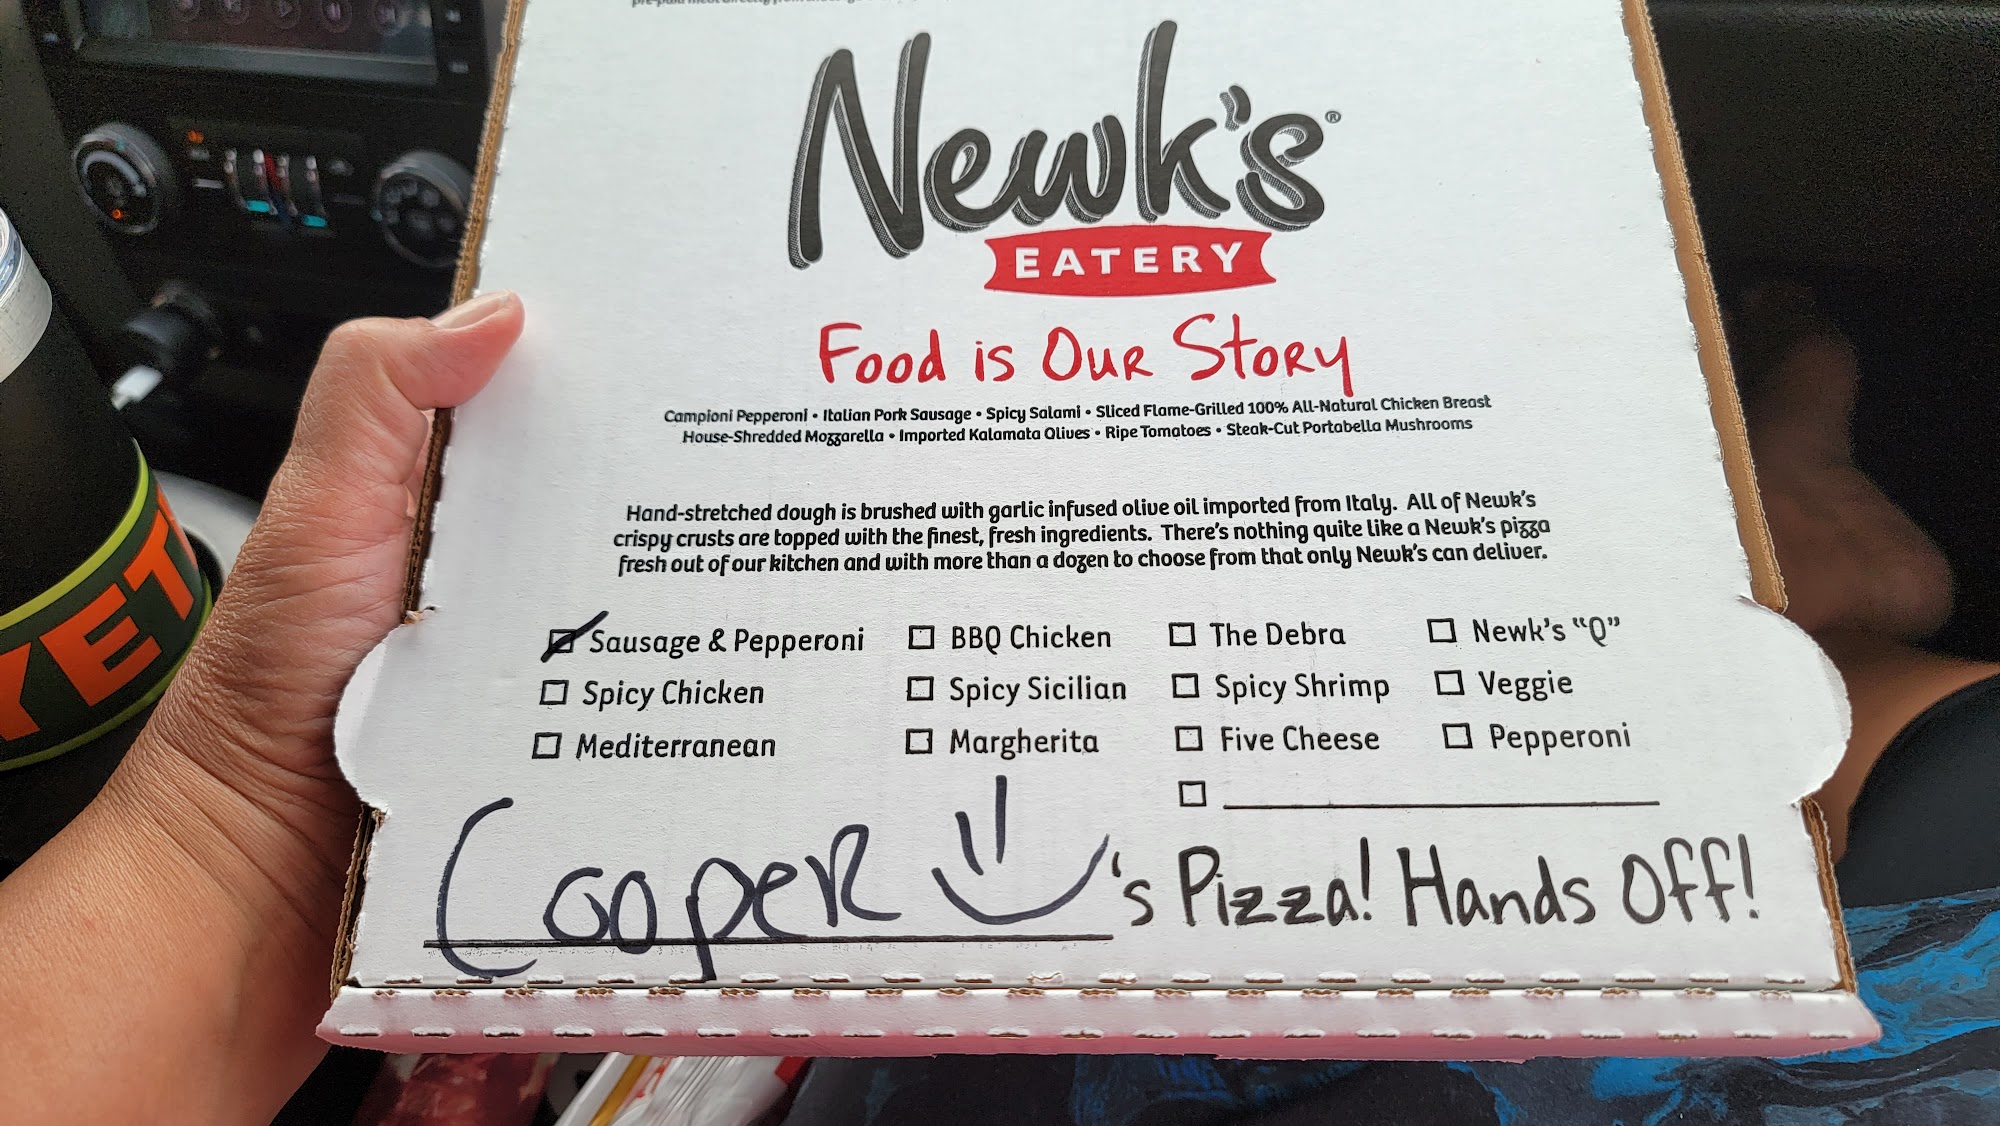 Newk's®
EATERY
Food is Our Story
Campioni Pepperoni • Italian Pork Sausage • Spicy Salami • Sliced Flame-Grilled 100% All-Natural Chicken Breast
House-Shredded Mozzarella • Imported Kalamata Olives • Ripe Tomatoes • Steak-Cut Portabella Mushrooms
Hand-stretched dough is brushed with garlic infused olive oil imported from Italy. All of Newk's
crispy crusts are topped with the finest, fresh ingredients. There's nothing quite like a Newk's pizza
fresh out of our kitchen and with more than a dozen to choose from that only Newk's can deliver.
Sausage & Pepperoni BBQ Chicken The Debra Newk's "Q"
Spicy Chicken Spicy Sicilian Spicy Shrimp Veggie
Mediterranean Margherita Five Cheese Pepperoni
Cooper 's Pizza! Hands Off!
YET